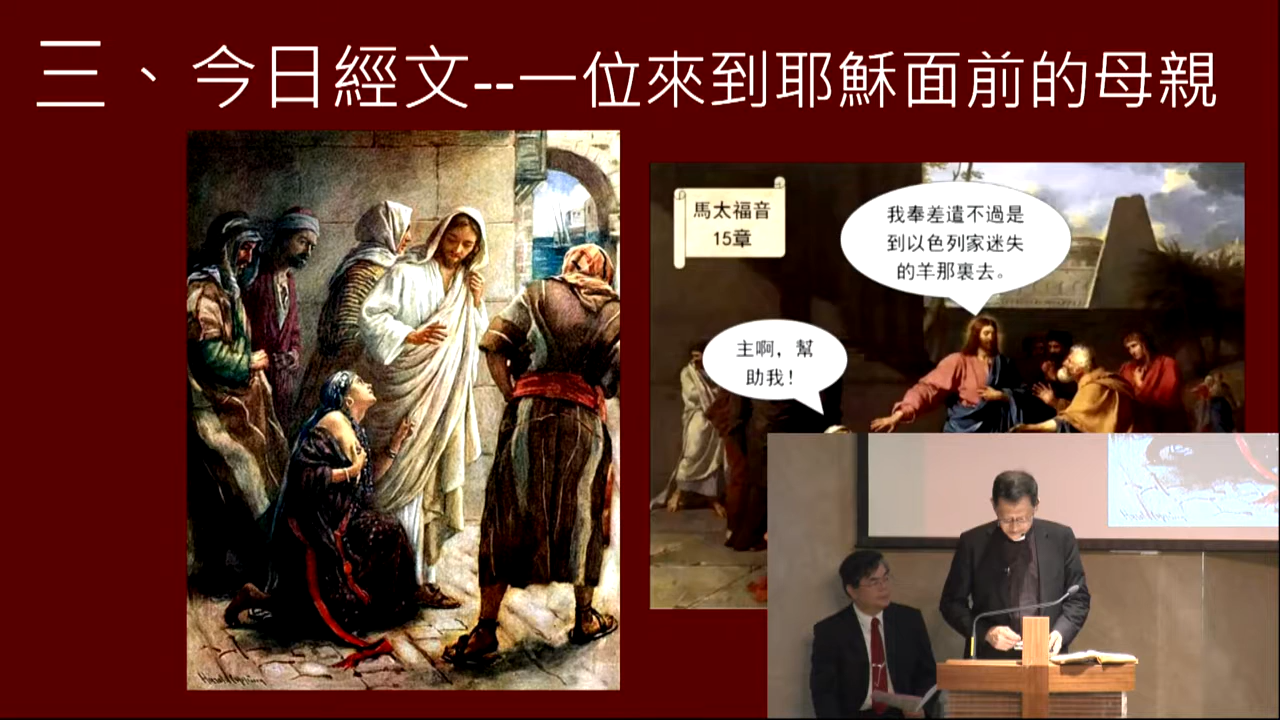 三、今日經文--一位來到耶穌面前的母親
馬太福音
15章
我奉差遣不過是
到以色列家迷失
的羊那裏去。
主啊，幫
助我！